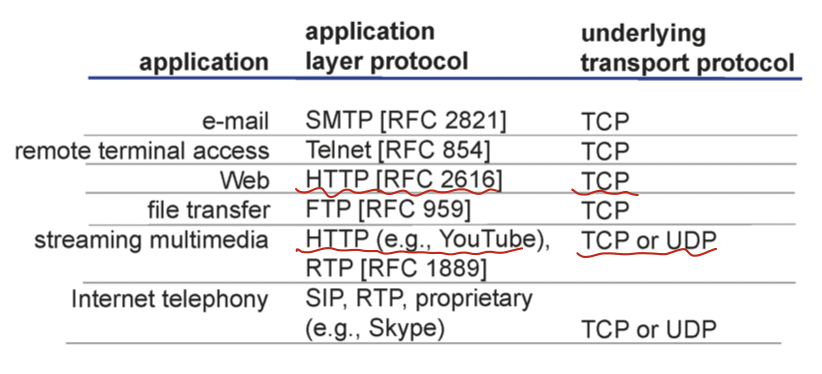 application application layer protocol underlying transport protocol
e-mail SMTP [RFC 2821] TCP
remote terminal access Telnet [RFC 854] TCP
Web HTTP [RFC 2616] TCP
file transfer FTP [RFC 959] TCP
streaming multimedia HTTP (e.g., YouTube), TCP or UDP
RTP [RFC 1889]
Internet telephony SIP, RTP, proprietary
(e.g., Skype) TCP or UDP